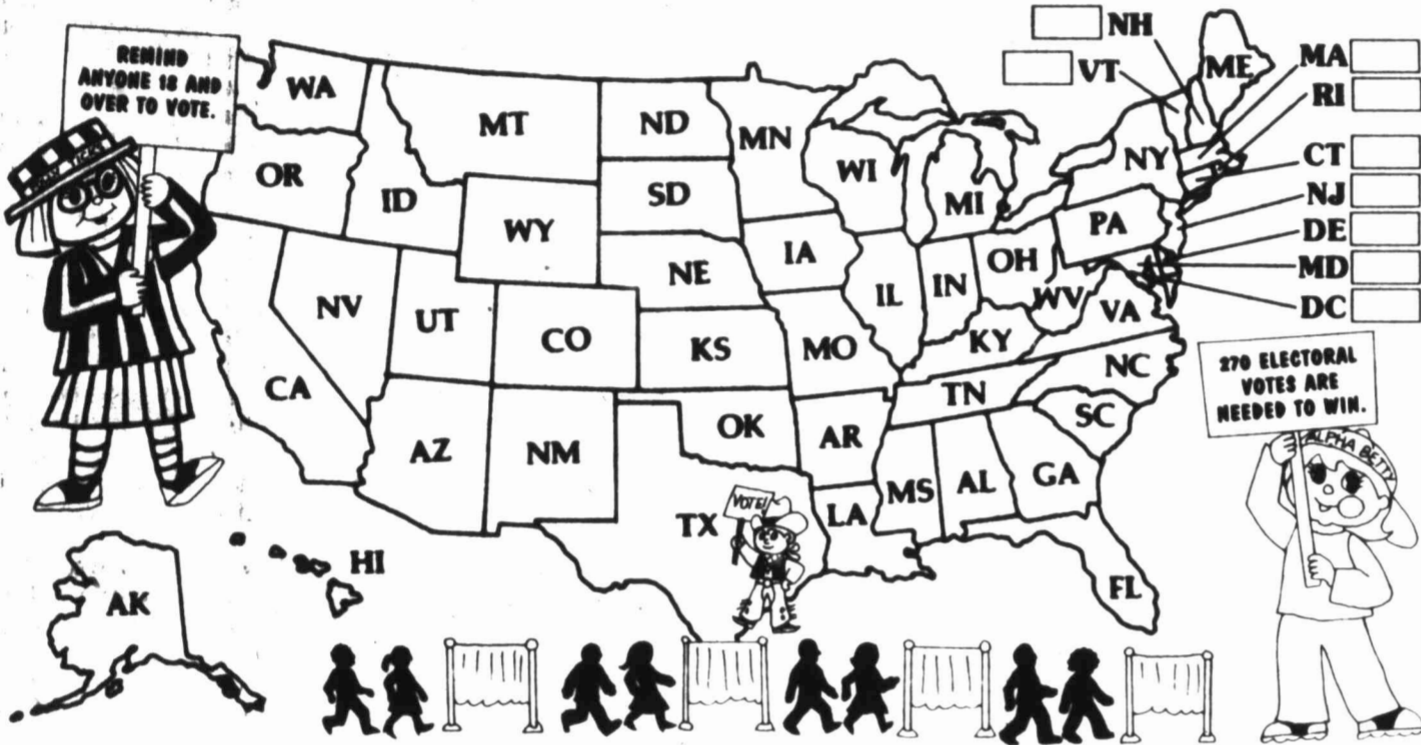 REMIND
ANYONE 18 AND
OVER TO VOTE.
NH
VT
ME
MA
RI
CT
NJ
DE
MD
DC
WA
MT
ND
MN
OR
ID
SD
WI
MI
NY
WY
PA
IA
NE
OH
NV
UT
IL
IN
WV
VA
CO
KS
MO
KY
CA
NC
TN
SC
AZ
NM
OK
AR
MS
AL
GA
TX
LA
VOTE!
270 ELECTORAL
VOTES ARE
NEEDED TO WIN.
ALPHA BETTY
HI
AK
FL